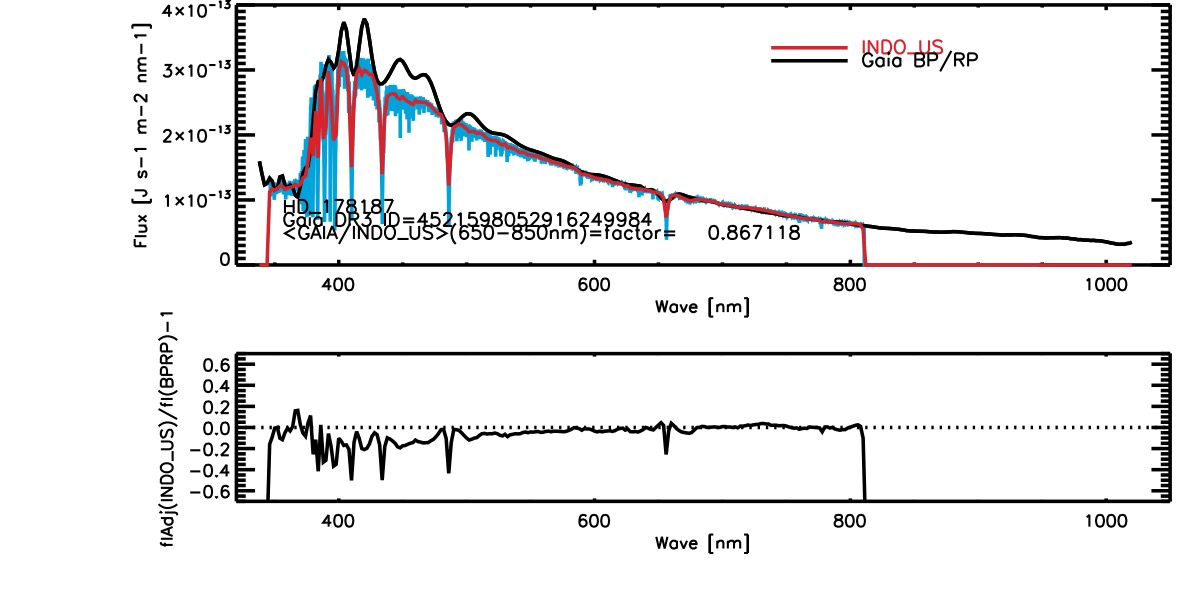 4×10−13
3×10−13
2×10−13
1×10−13
0
Flux [J s−1 m−2 nm−1]
INDO_US
Gaia BP/RP
HD_178187
Gaia DR3 ID=4521598052916249984
<GAIA/INDO_US>(650−850nm)=factor= 0.867118
400 600 800 1000
Wave [nm]
flAdj(INDO_US)/fl(BPRP)−1
0.6
0.4
0.2
0.0
−0.2
−0.4
−0.6
400 600 800 1000
Wave [nm]